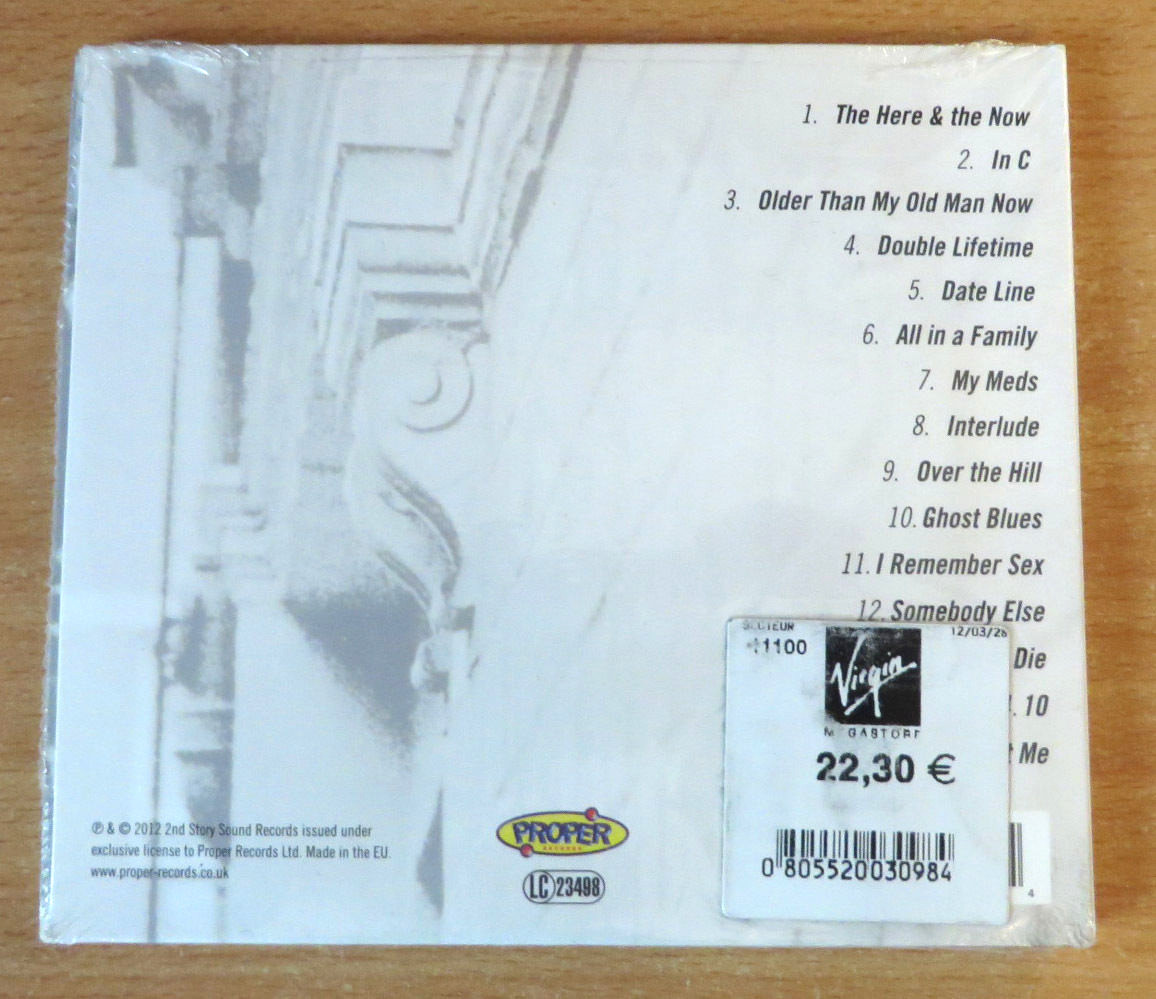 1. The Here & the Now
2. In C
3. Older Than My Old Man Now
4. Double Lifetime
5. Date Line
6. All in a Family
7. My Meds
8. Interlude
9. Over the Hill
10. Ghost Blues
11. I Remember Sex
12. Somebody Else
Die
. 10
t Me
SECTEUR
12/03/26
1100
Virgin
MEGASTORE
22,30 €
0 805520 030984
4
℗ & © 2012 2nd Story Sound Records issued under
exclusive license to Proper Records Ltd. Made in the EU.
www.proper-records.co.uk
PROPER
RECORDS
LC 23498